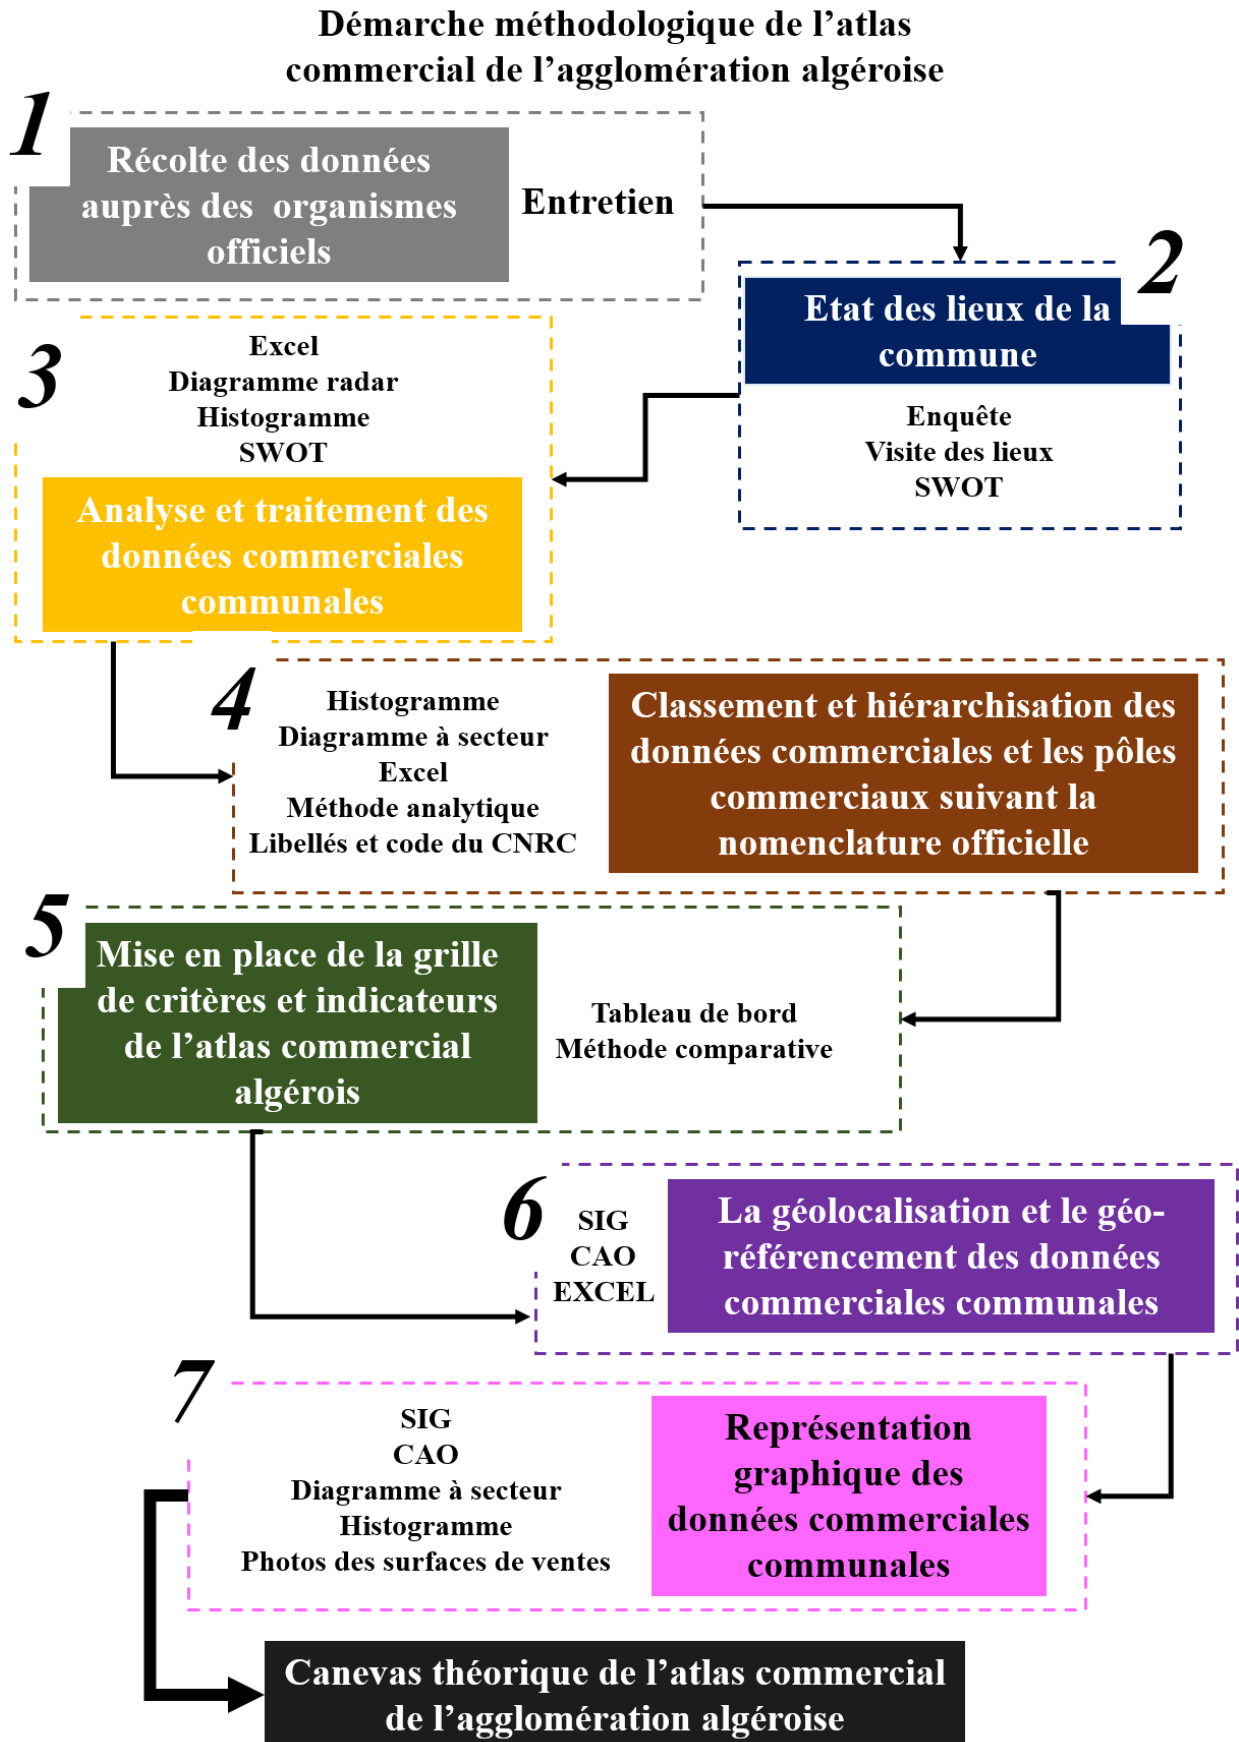 Démarche méthodologique de l’atlas
commercial de l’agglomération algéroise
1
Récolte des données
auprès des organismes
officiels
Entretien
2
Etat des lieux de la
commune
Enquête
Visite des lieux
SWOT
3
Excel
Diagramme radar
Histogramme
SWOT
Analyse et traitement des
données commerciales
communales
4
Histogramme
Diagramme à secteur
Excel
Méthode analytique
Libellés et code du CNRC
Classement et hiérarchisation des
données commerciales et les pôles
commerciaux suivant la
nomenclature officielle
5
Mise en place de la grille
de critères et indicateurs
de l’atlas commercial
algérois
Tableau de bord
Méthode comparative
6
SIG
CAO
EXCEL
La géolocalisation et le géo-
référencement des données
commerciales communales
7
SIG
CAO
Diagramme à secteur
Histogramme
Photos des surfaces de ventes
Représentation
graphique des
données commerciales
communales
Canevas théorique de l’atlas commercial
de l’agglomération algéroise